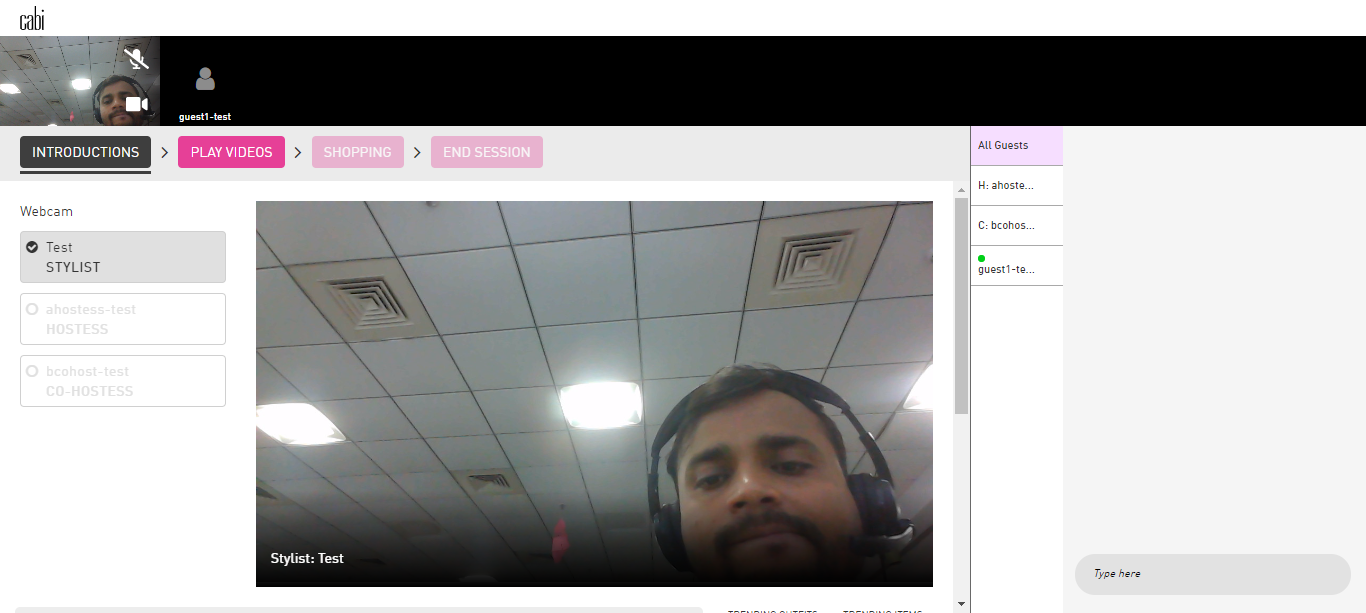 cabi
guest1-test
INTRODUCTIONS
PLAY VIDEOS
SHOPPING
END SESSION
All Guests
H: ahoste...
C: bcohos...
guest1-te...
Webcam
Test
STYLIST
ahostess-test
HOSTESS
bcohost-test
CO-HOSTESS
Stylist: Test
Type here
TRENDING OUTFITS
TRENDING ITEMS